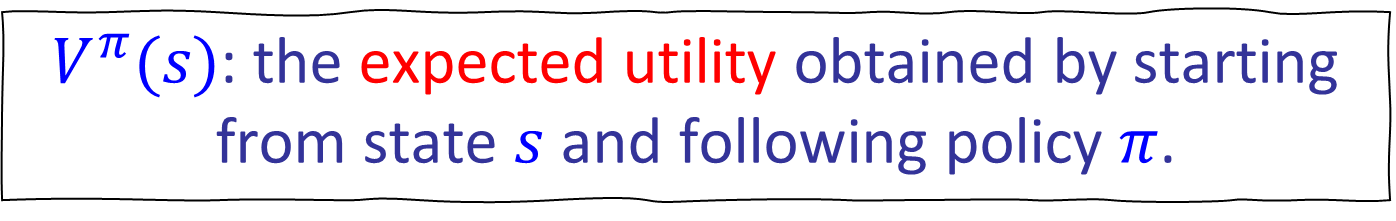 V^π(s): the expected utility obtained by starting
from state s and following policy π.